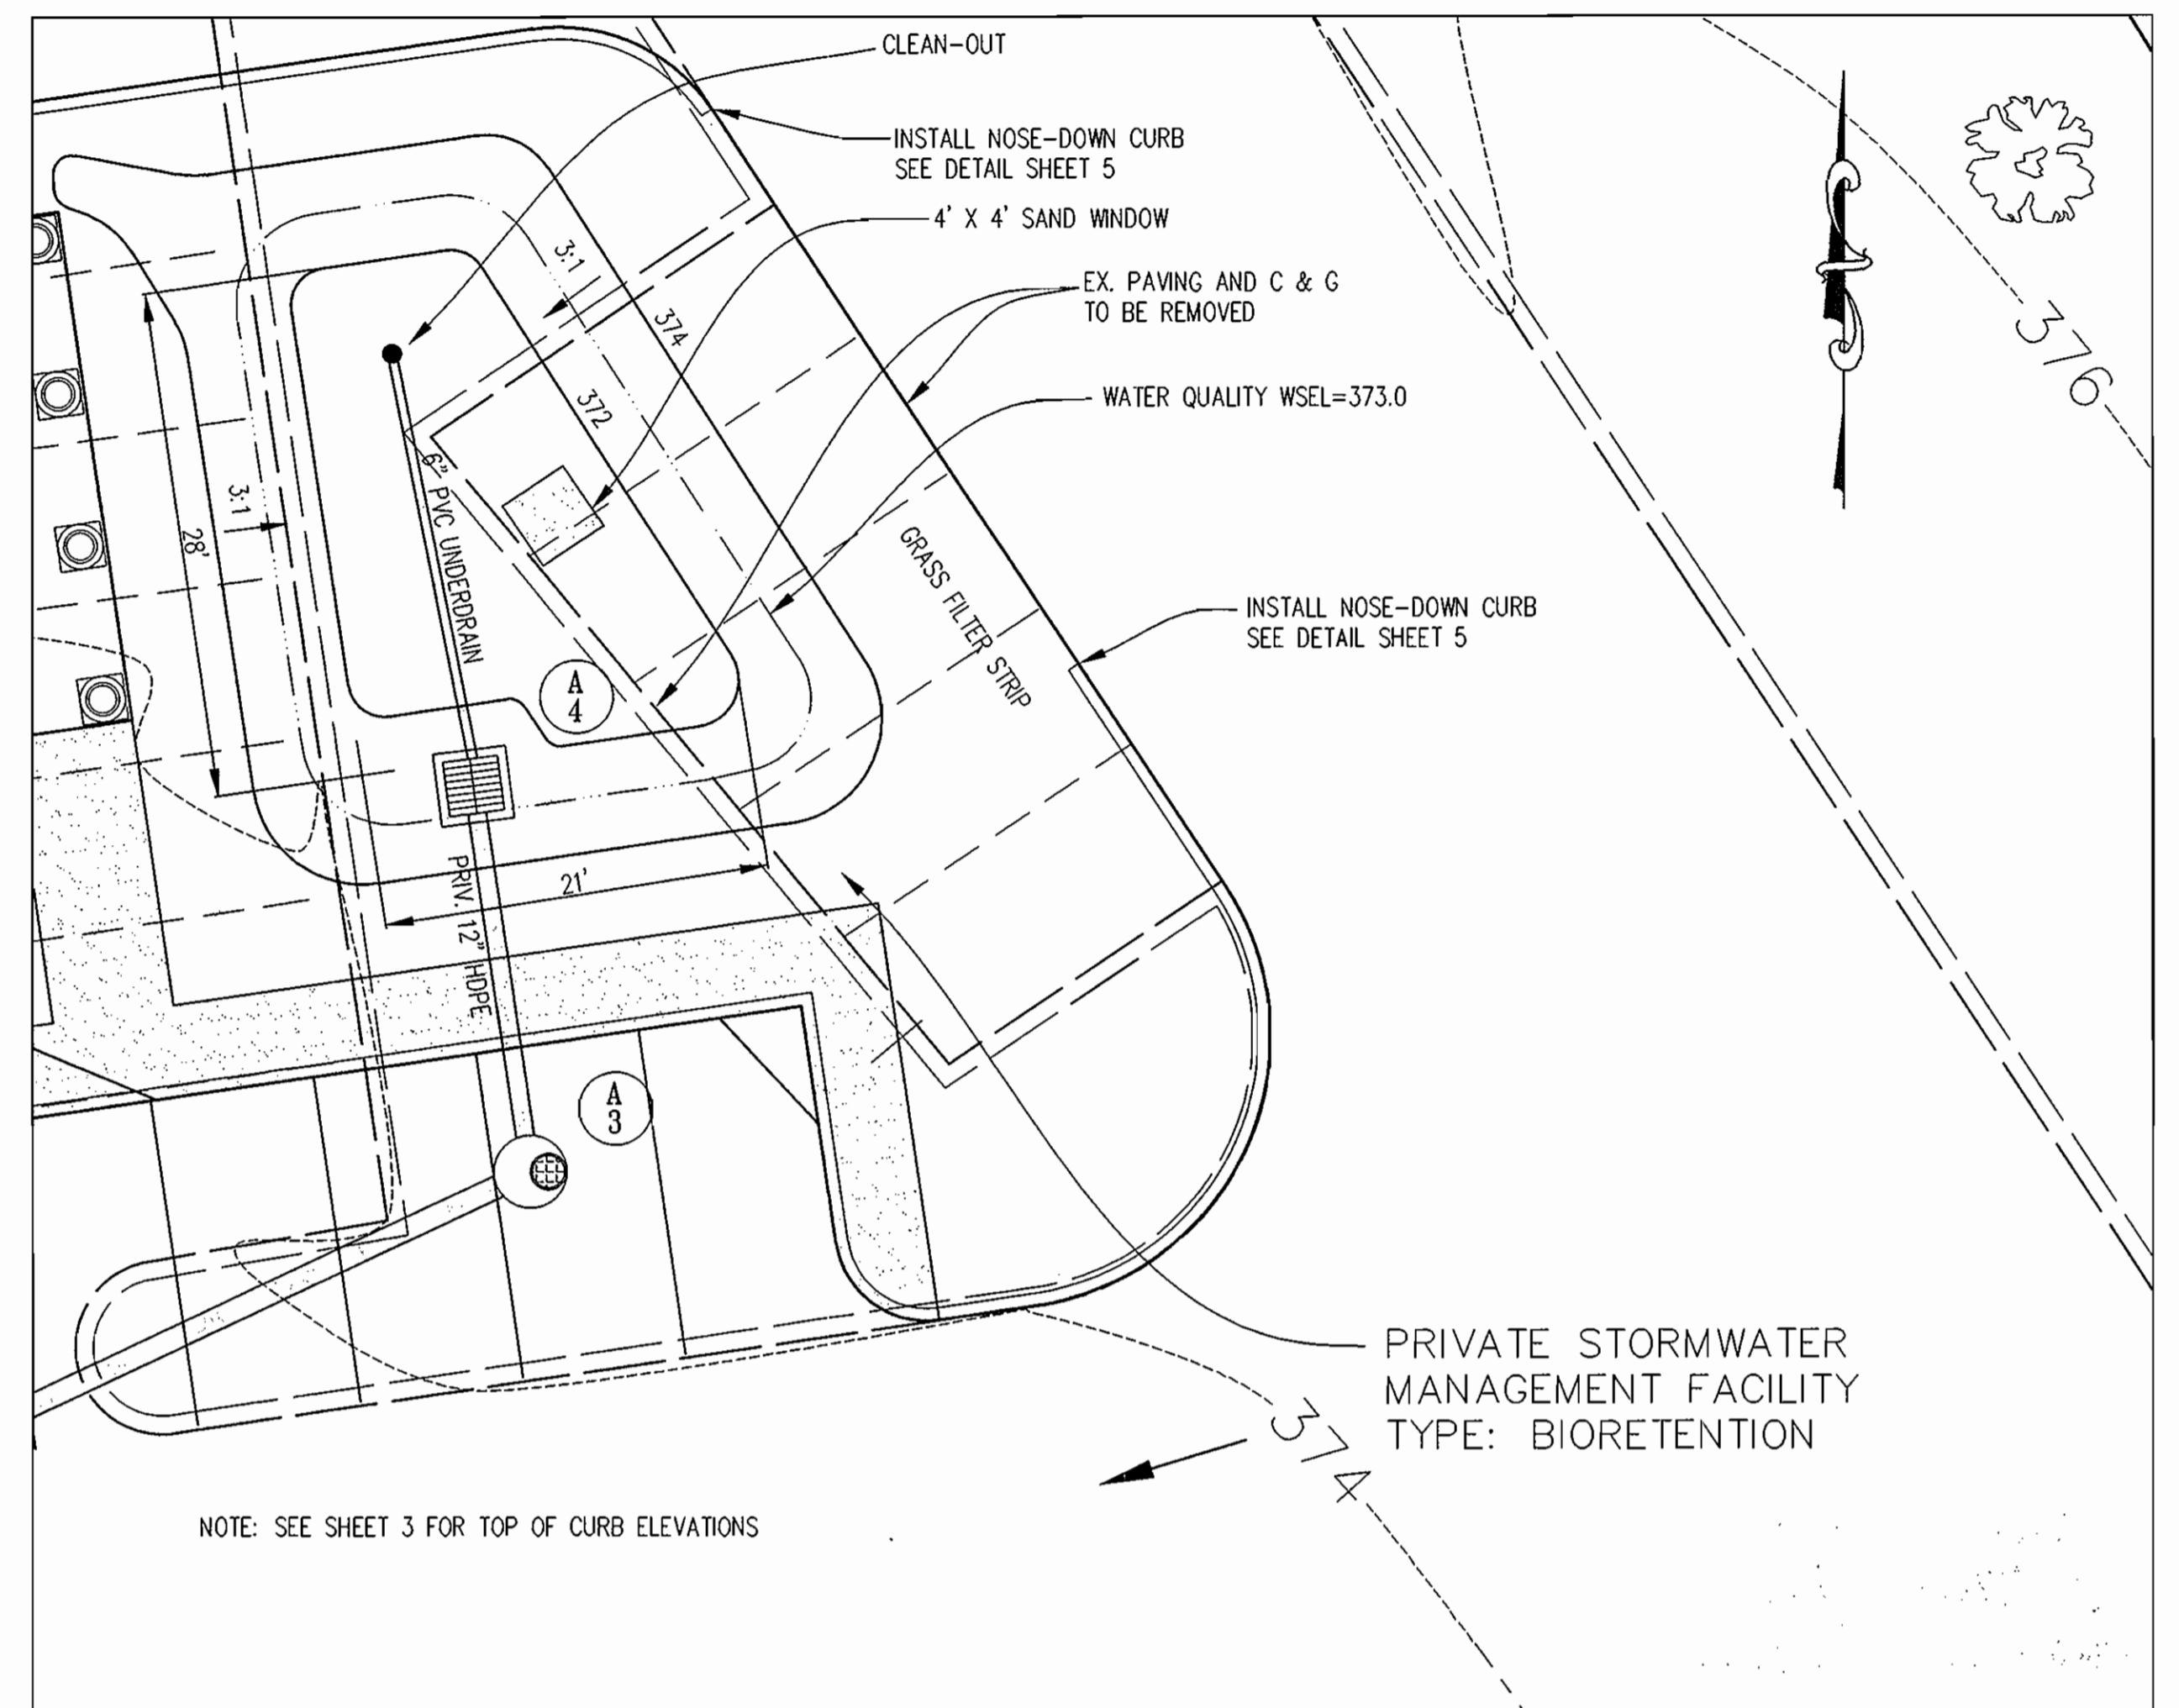 CLEAN-OUT
INSTALL NOSE-DOWN CURB
SEE DETAIL SHEET 5
4' X 4' SAND WINDOW
EX. PAVING AND C & G
TO BE REMOVED
WATER QUALITY WSEL=373.0
376
3:1
374
372
6" PVC UNDERDRAIN
3:1
28'
GRASS FILTER STRIP
INSTALL NOSE-DOWN CURB
SEE DETAIL SHEET 5
A
4
21'
PRIV. 12" HDPE
A
3
PRIVATE STORMWATER
MANAGEMENT FACILITY
TYPE: BIORETENTION
374
NOTE: SEE SHEET 3 FOR TOP OF CURB ELEVATIONS